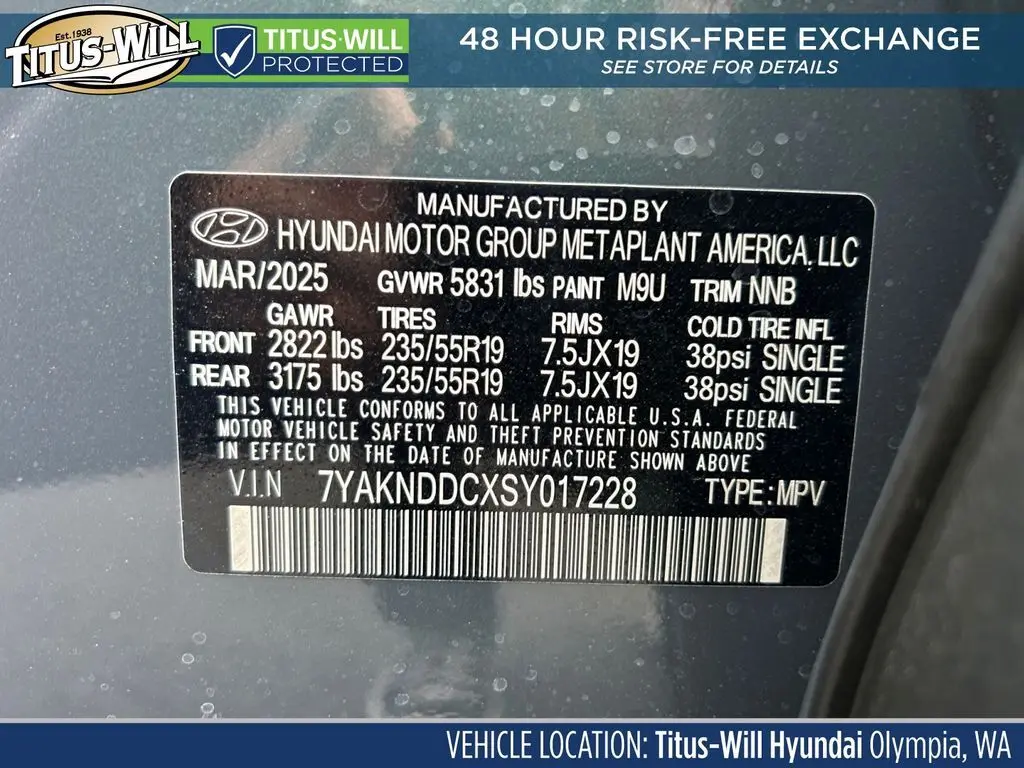 Est. 1938
TITUS-WILL
TITUS-WILL
PROTECTED
48 HOUR RISK-FREE EXCHANGE
SEE STORE FOR DETAILS
MANUFACTURED BY
HYUNDAI MOTOR GROUP METAPLANT AMERICA, LLC
MAR/2025 GVWR 5831 lbs PAINT M9U TRIM NNB
GAWR TIRES RIMS COLD TIRE INFL
FRONT 2822 lbs 235/55R19 7.5JX19 38psi SINGLE
REAR 3175 lbs 235/55R19 7.5JX19 38psi SINGLE
THIS VEHICLE CONFORMS TO ALL APPLICABLE U.S.A. FEDERAL
MOTOR VEHICLE SAFETY AND THEFT PREVENTION STANDARDS
IN EFFECT ON THE DATE OF MANUFACTURE SHOWN ABOVE
V.I.N 7YAKNDDCXSY017228 TYPE:MPV
VEHICLE LOCATION: Titus-Will Hyundai Olympia, WA